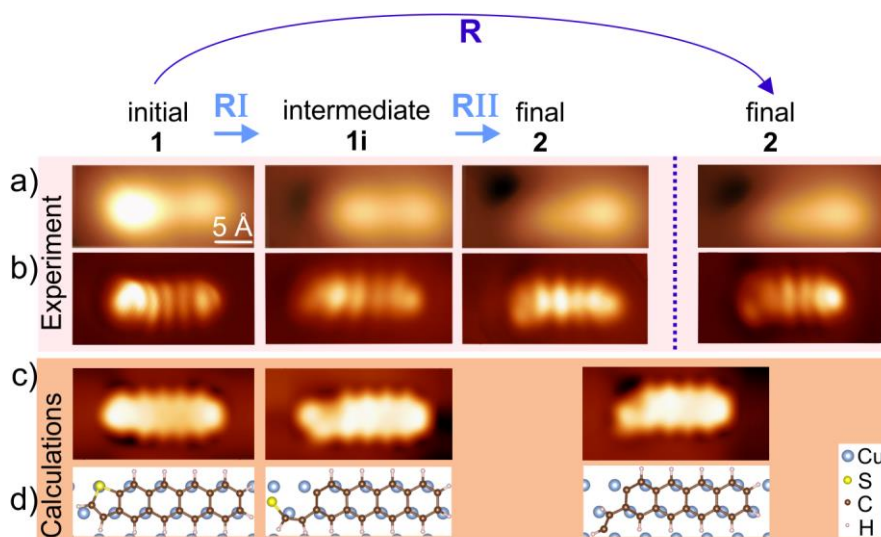 R
RI
RII
initial
intermediate
final
final
1
1i
2
2
a)
5 Å
b)
Experiment
c)
d)
Calculations
Cu
S
C
H